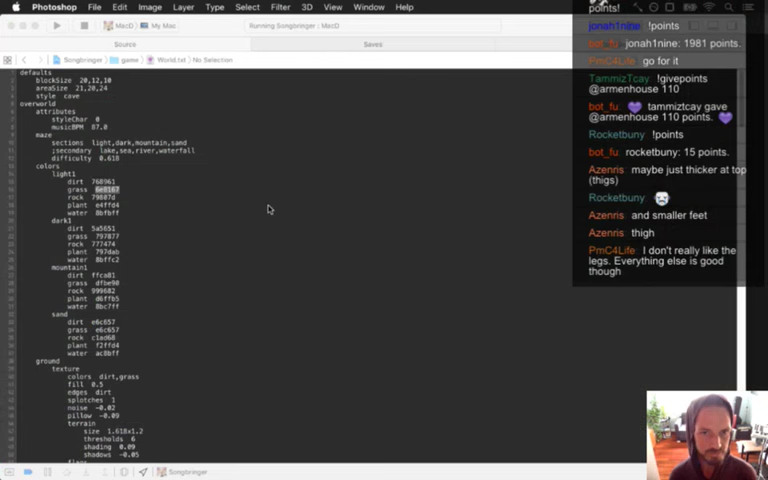 Photoshop File Edit Image Layer Type Select Filter 3D View Window Help
MacD My Mac
Running Songbringer : MacD
Source
Saves
Songbringer game World.txt No Selection
defaults
blockSize 20,12,10
areaSize 21,20,24
style cave
overworld
attributes
styleChar 0
musicBPM 87.0
maze
sections light,dark,mountain,sand
;secondary lake,sea,river,waterfall
difficulty 0.618
colors
light1
dirt 768961
grass 6e8167
rock 79807d
plant e4ffd4
water 8bfbff
dark1
dirt 5a5651
grass 797877
rock 777474
plant 797dab
water 8bffc2
mountain1
dirt ffca81
grass dfbe90
rock 999682
plant d6ffb5
water 8bc7ff
sand
dirt e6c657
grass e6c657
rock c1ad68
plant f2ffd4
water ac8bff
ground
texture
colors dirt,grass
fill 0.5
edges dirt
splotches 1
noise -0.02
pillow -0.09
terrain
size 1.618x1.2
thresholds 6
shading 0.09
shadows -0.05
flags
Songbringer
points!
jonah1nine !points
bot_fu jonah1nine: 1981 points.
PmC4Life go for it
TammizTcay !givepoints
@armenhouse 110
bot_fu tammiztcay gave
@armenhouse 110 points.
Rocketbuny !points
bot_fu rocketbuny: 15 points.
Azenris maybe just thicker at top
(thigs)
Rocketbuny
Azenris and smaller feet
Azenris thigh
PmC4Life I don't really like the
legs. Everything else is good
though